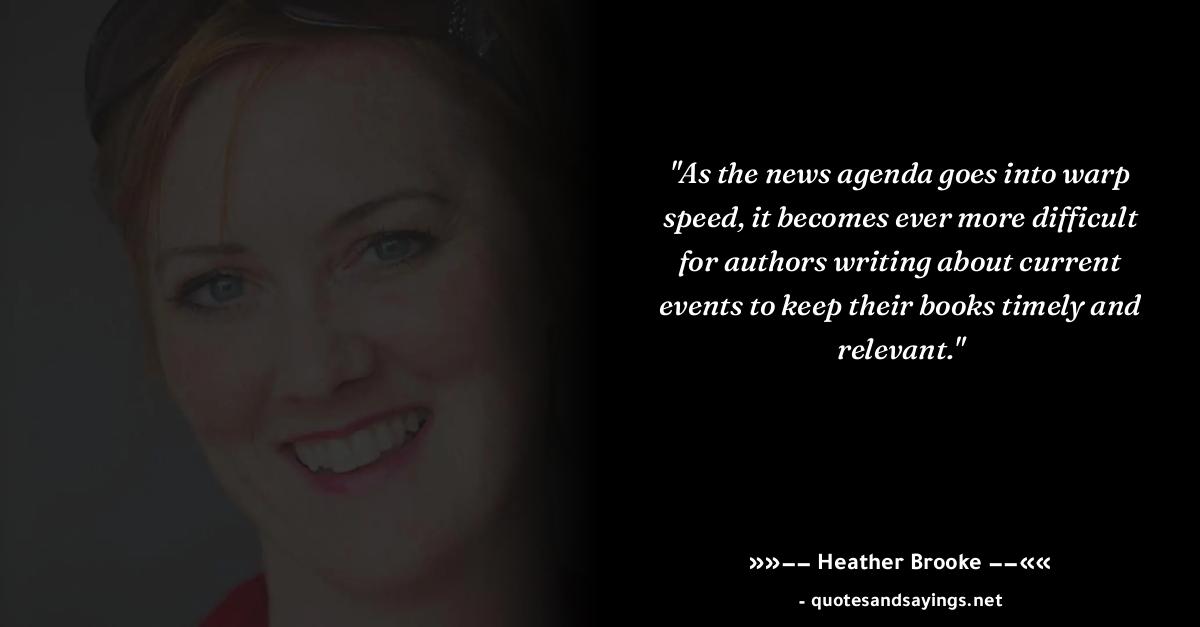 "As the news agenda goes into warp
speed, it becomes ever more difficult
for authors writing about current
events to keep their books timely and
relevant."
»»−− Heather Brooke −−««
- quotesandsayings.net